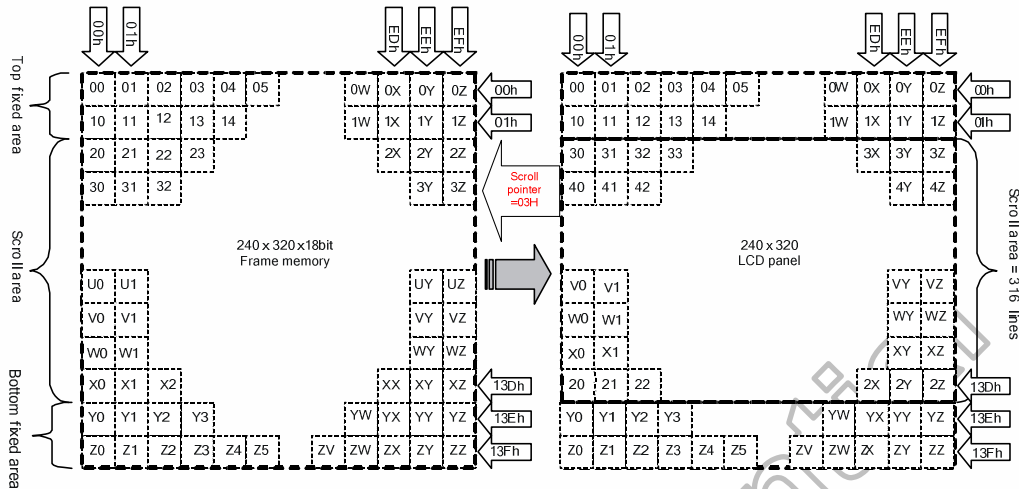 00h 01h EDh EEh EFh 00h 01h EDh EEh EFh
Top fixed area
00 01 02 03 04 05 0W 0X 0Y 0Z 00h 00 01 02 03 04 05 0W 0X 0Y 0Z 00h
10 11 12 13 14 1W 1X 1Y 1Z 01h 10 11 12 13 14 1W 1X 1Y 1Z 01h
20 21 22 23 2X 2Y 2Z 30 31 32 33 3X 3Y 3Z
30 31 32 3Y 3Z 40 41 42 4Y 4Z
Scroll
pointer
=03H
Scroll area
240 x 320 x18bit
Frame memory
240 x 320
LCD panel
Scroll area = 316 lines
U0 U1 UY UZ V0 V1 VY VZ
V0 V1 VY VZ W0 W1 WY WZ
W0 W1 WY WZ X0 X1 XY XZ
X0 X1 X2 XX XY XZ 13Dh 20 21 22 2X 2Y 2Z 13Dh
Bottom fixed area
Y0 Y1 Y2 Y3 YW YX YY YZ 13Eh Y0 Y1 Y2 Y3 YW YX YY YZ 13Eh
Z0 Z1 Z2 Z3 Z4 Z5 ZV ZW ZX ZY ZZ 13Fh Z0 Z1 Z2 Z3 Z4 Z5 ZV ZW ZX ZY ZZ 13Fh